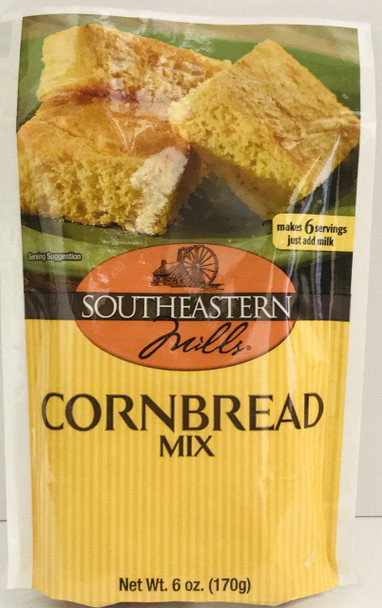 makes 6 servings
just add milk
Serving Suggestion
SOUTHEASTERN
Mills®
CORNBREAD
MIX
Net Wt. 6 oz. (170g)